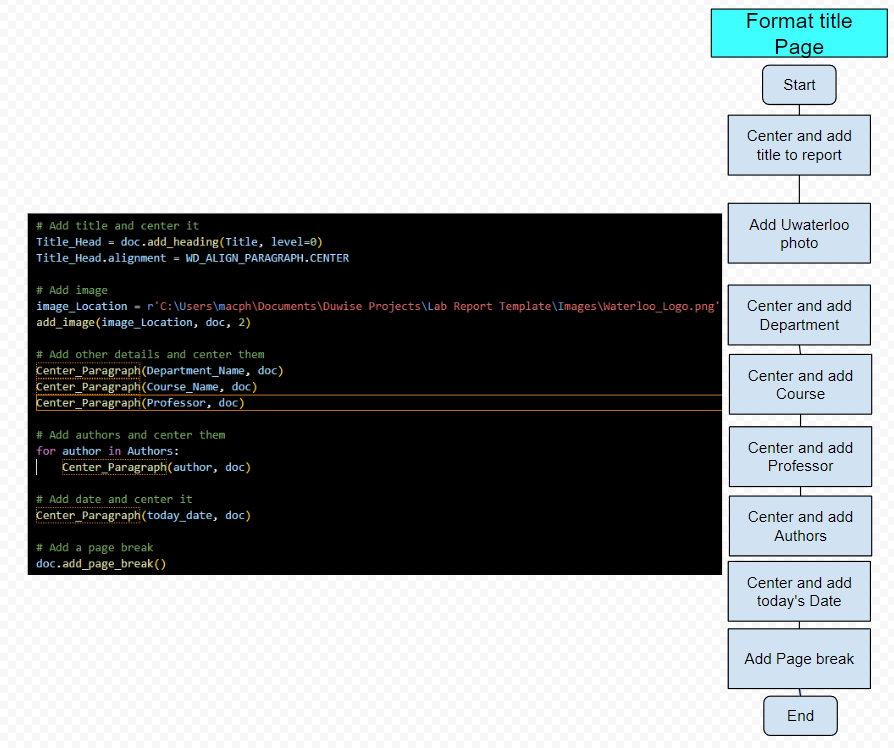 Format title
Page
Start
Center and add
title to report
Add Uwaterloo
photo
Center and add
Department
Center and add
Course
Center and add
Professor
Center and add
Authors
Center and add
today's Date
Add Page break
End
# Add title and center it
Title_Head = doc.add_heading(Title, level=0)
Title_Head.alignment = WD_ALIGN_PARAGRAPH.CENTER
# Add image
image_Location = r'C:\Users\macph\Documents\Duwise Projects\Lab Report Template\Images\Waterloo_Logo.png'
add_image(image_Location, doc, 2)
# Add other details and center them
Center_Paragraph(Department_Name, doc)
Center_Paragraph(Course_Name, doc)
Center_Paragraph(Professor, doc)
# Add authors and center them
for author in Authors:
    Center_Paragraph(author, doc)
# Add date and center it
Center_Paragraph(today_date, doc)
# Add a page break
doc.add_page_break()